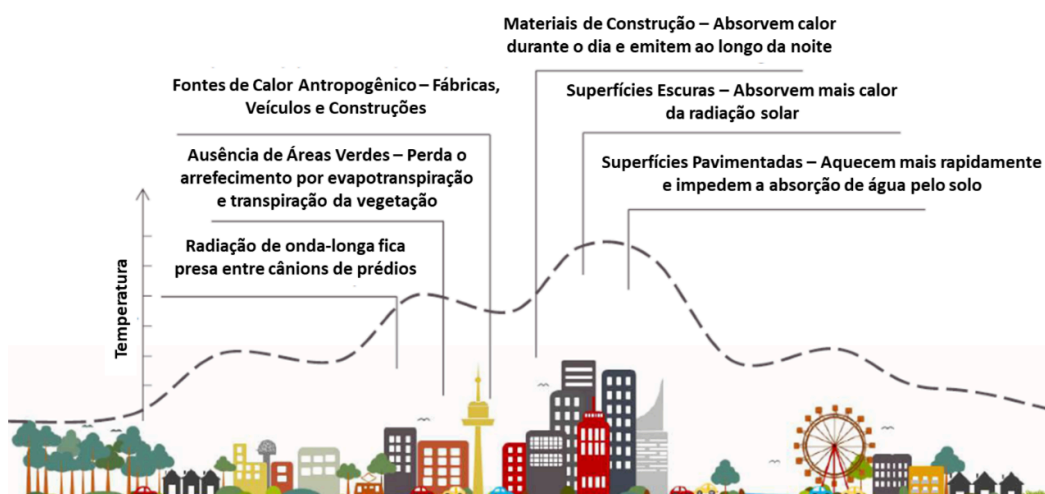 Materiais de Construção – Absorvem calor
durante o dia e emitem ao longo da noite
Fontes de Calor Antropogênico – Fábricas,
Veículos e Construções
Superfícies Escuras – Absorvem mais calor
da radiação solar
Ausência de Áreas Verdes – Perda o
arrefecimento por evapotranspiração
e transpiração da vegetação
Superfícies Pavimentadas – Aquecem mais rapidamente
e impedem a absorção de água pelo solo
Radiação de onda-longa fica
presa entre cânions de prédios
Temperatura